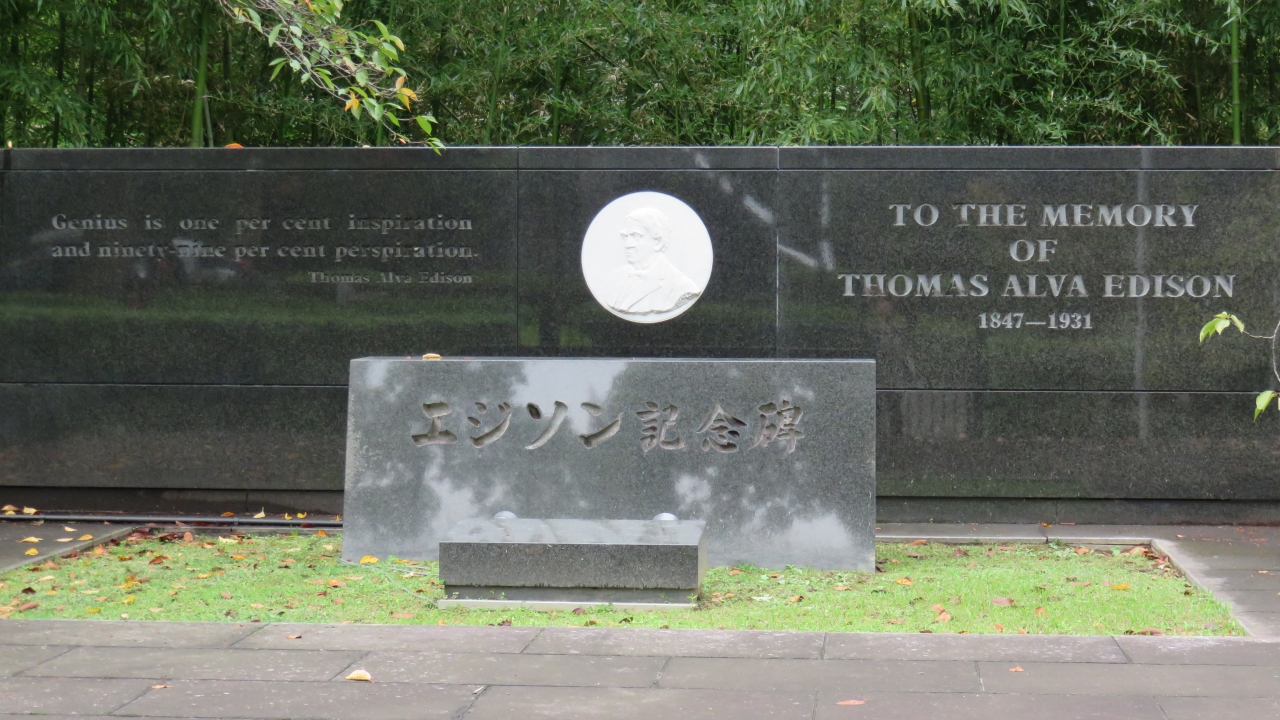 Genius is one per cent inspiration
and ninety-nine per cent perspiration.
Thomas Alva Edison
TO THE MEMORY
OF
THOMAS ALVA EDISON
1847—1931
エジソン記念碑